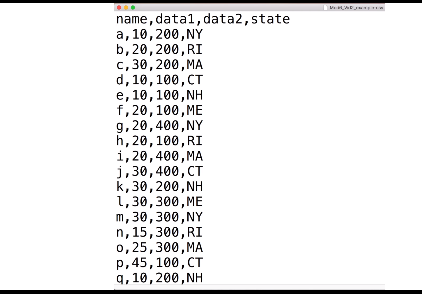 name,data1,data2,state
a,10,200,NY
b,20,200,RI
c,30,200,MA
d,10,100,CT
e,10,100,NH
f,20,100,ME
g,20,400,NY
h,20,100,RI
i,20,400,MA
j,30,400,CT
k,30,200,NH
l,30,300,ME
m,30,300,NY
n,15,300,RI
o,25,300,MA
p,45,100,CT
q,10,200,NH